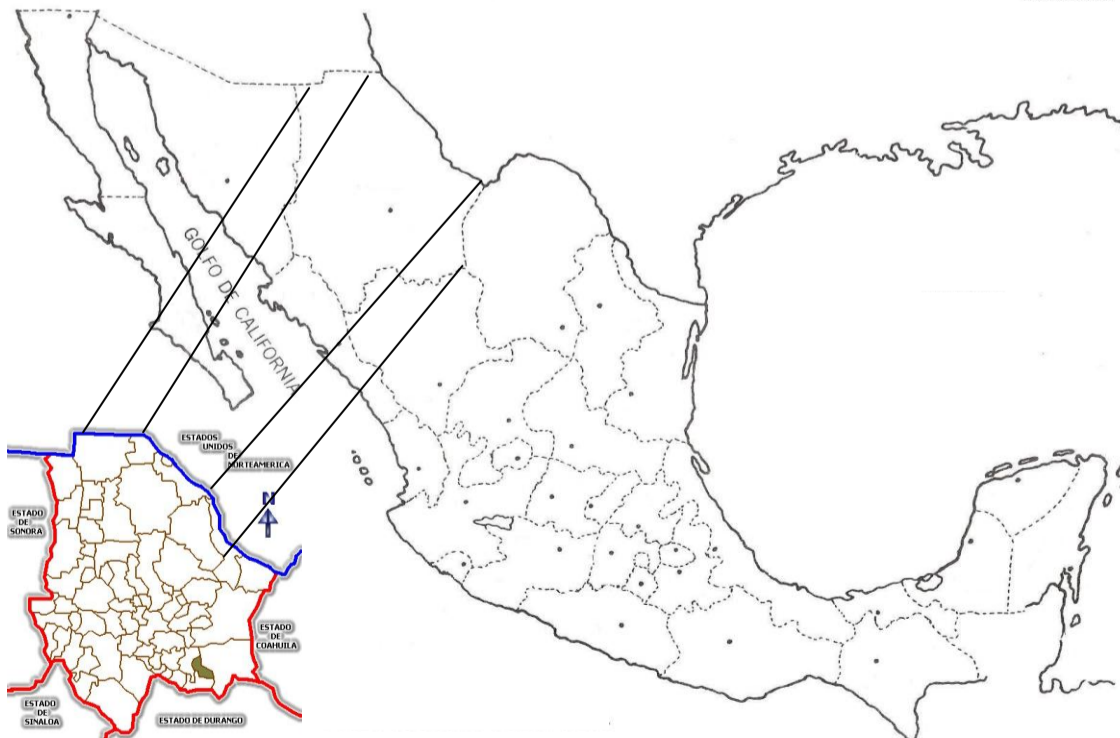 GOLFO DE CALIFORNIA
ESTADOS
UNIDOS
DE
NORTEAMERICA
N
ESTADO
DE
SONORA
ESTADO
DE
COAHUILA
ESTADO
DE
SINALOA
ESTADO DE DURANGO